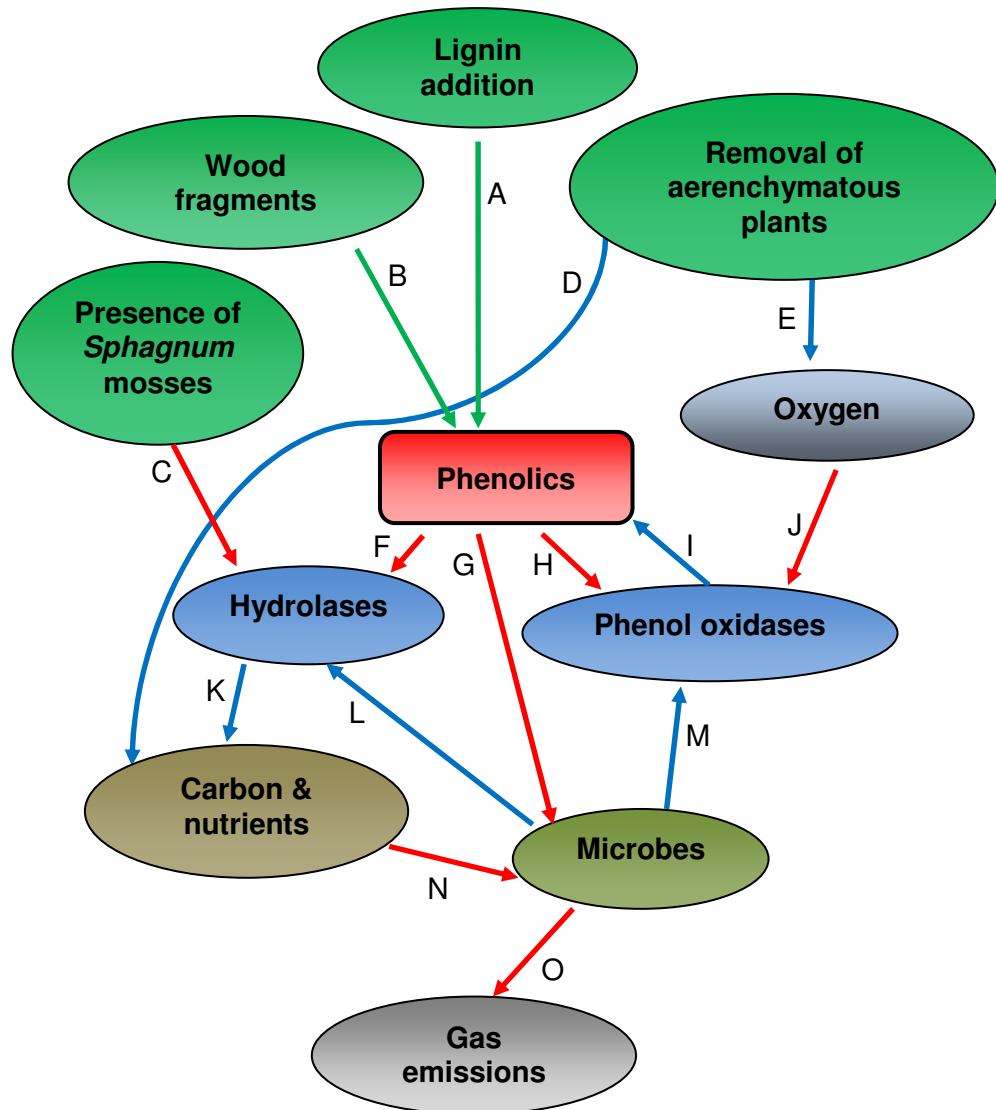 Lignin
addition
Wood
fragments
Removal of
aerenchymatous
plants
A
B
D
E
Presence of
Sphagnum
mosses
Oxygen
C
Phenolics
J
F
G
H
I
Hydrolases
Phenol oxidases
K
L
M
Carbon &
nutrients
Microbes
N
O
Gas
emissions